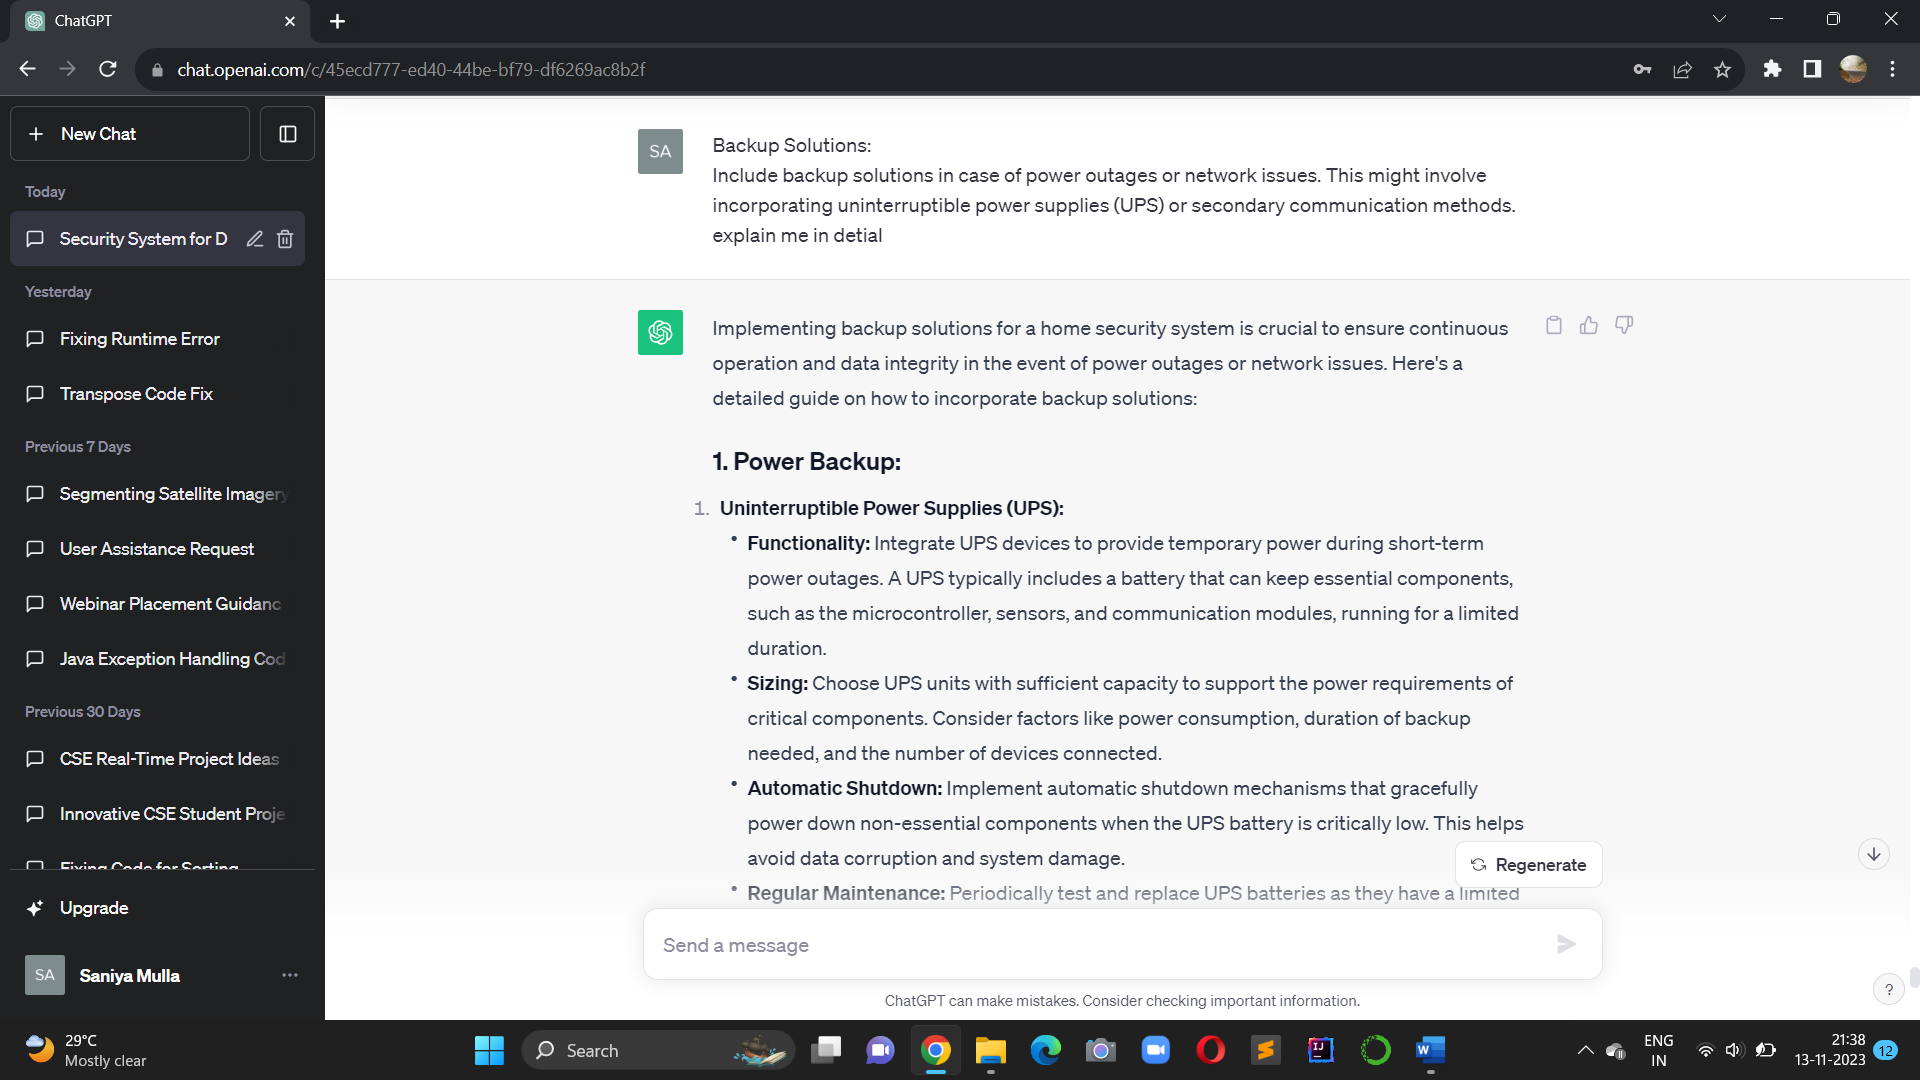 ChatGPT
chat.openai.com/c/45ecd777-ed40-44be-bf79-df6269ac8b2f
New Chat
Today
Security System for D
Yesterday
Fixing Runtime Error
Transpose Code Fix
Previous 7 Days
Segmenting Satellite Imagery
User Assistance Request
Webinar Placement Guidanc
Java Exception Handling Cod
Previous 30 Days
CSE Real-Time Project Ideas
Innovative CSE Student Proje
Fixing Code for Sorting
Upgrade
SA
Saniya Mulla
SA
Backup Solutions:
Include backup solutions in case of power outages or network issues. This might involve
incorporating uninterruptible power supplies (UPS) or secondary communication methods.
explain me in detial
Implementing backup solutions for a home security system is crucial to ensure continuous
operation and data integrity in the event of power outages or network issues. Here's a
detailed guide on how to incorporate backup solutions:
1. Power Backup:
1. Uninterruptible Power Supplies (UPS):
• Functionality: Integrate UPS devices to provide temporary power during short-term
power outages. A UPS typically includes a battery that can keep essential components,
such as the microcontroller, sensors, and communication modules, running for a limited
duration.
• Sizing: Choose UPS units with sufficient capacity to support the power requirements of
critical components. Consider factors like power consumption, duration of backup
needed, and the number of devices connected.
• Automatic Shutdown: Implement automatic shutdown mechanisms that gracefully
power down non-essential components when the UPS battery is critically low. This helps
avoid data corruption and system damage.
• Regular Maintenance: Periodically test and replace UPS batteries as they have a limited
Regenerate
Send a message
ChatGPT can make mistakes. Consider checking important information.
?
29°C
Mostly clear
Search
IJ
W
ENG
IN
21:38
13-11-2023
12